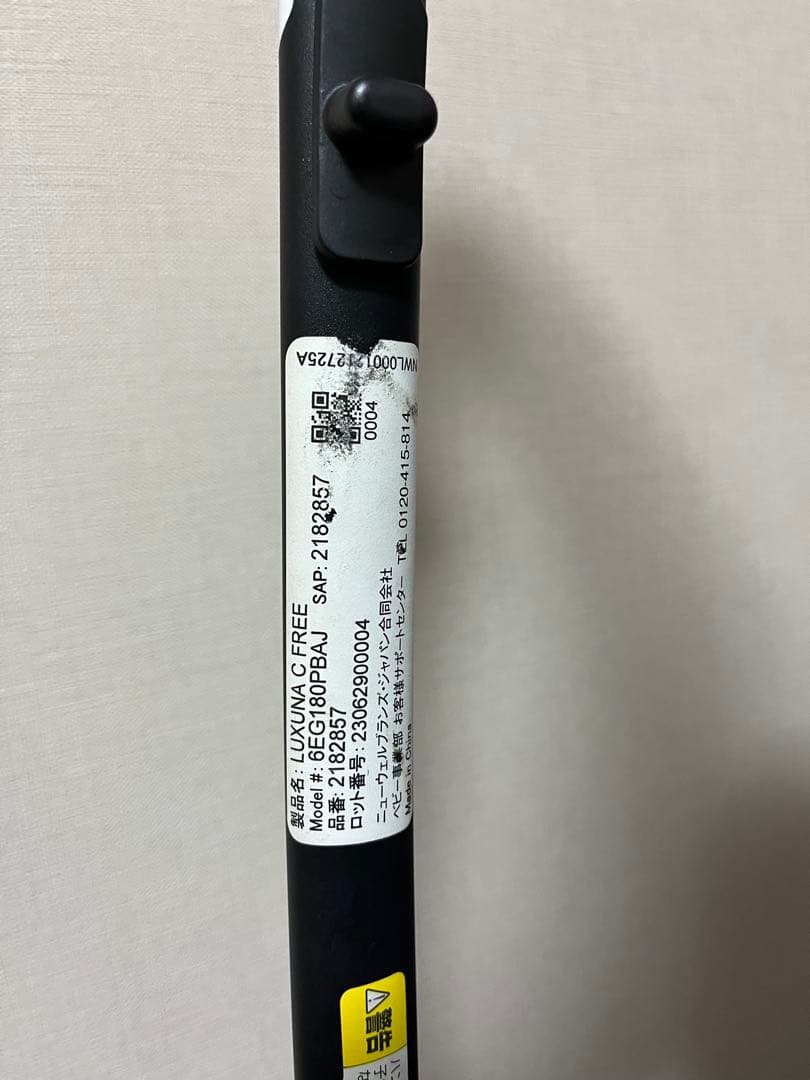 製品名: LUXUNA C FREE
Model #: 6EG180PBAJ SAP: 2182857
品番: 2182857
ロット番号: 23062900004
ニューウェルブランズ・ジャパン合同会社
ベビー事業部 お客様サポートセンター TEL 0120-415-814
Made in China
0004
警告